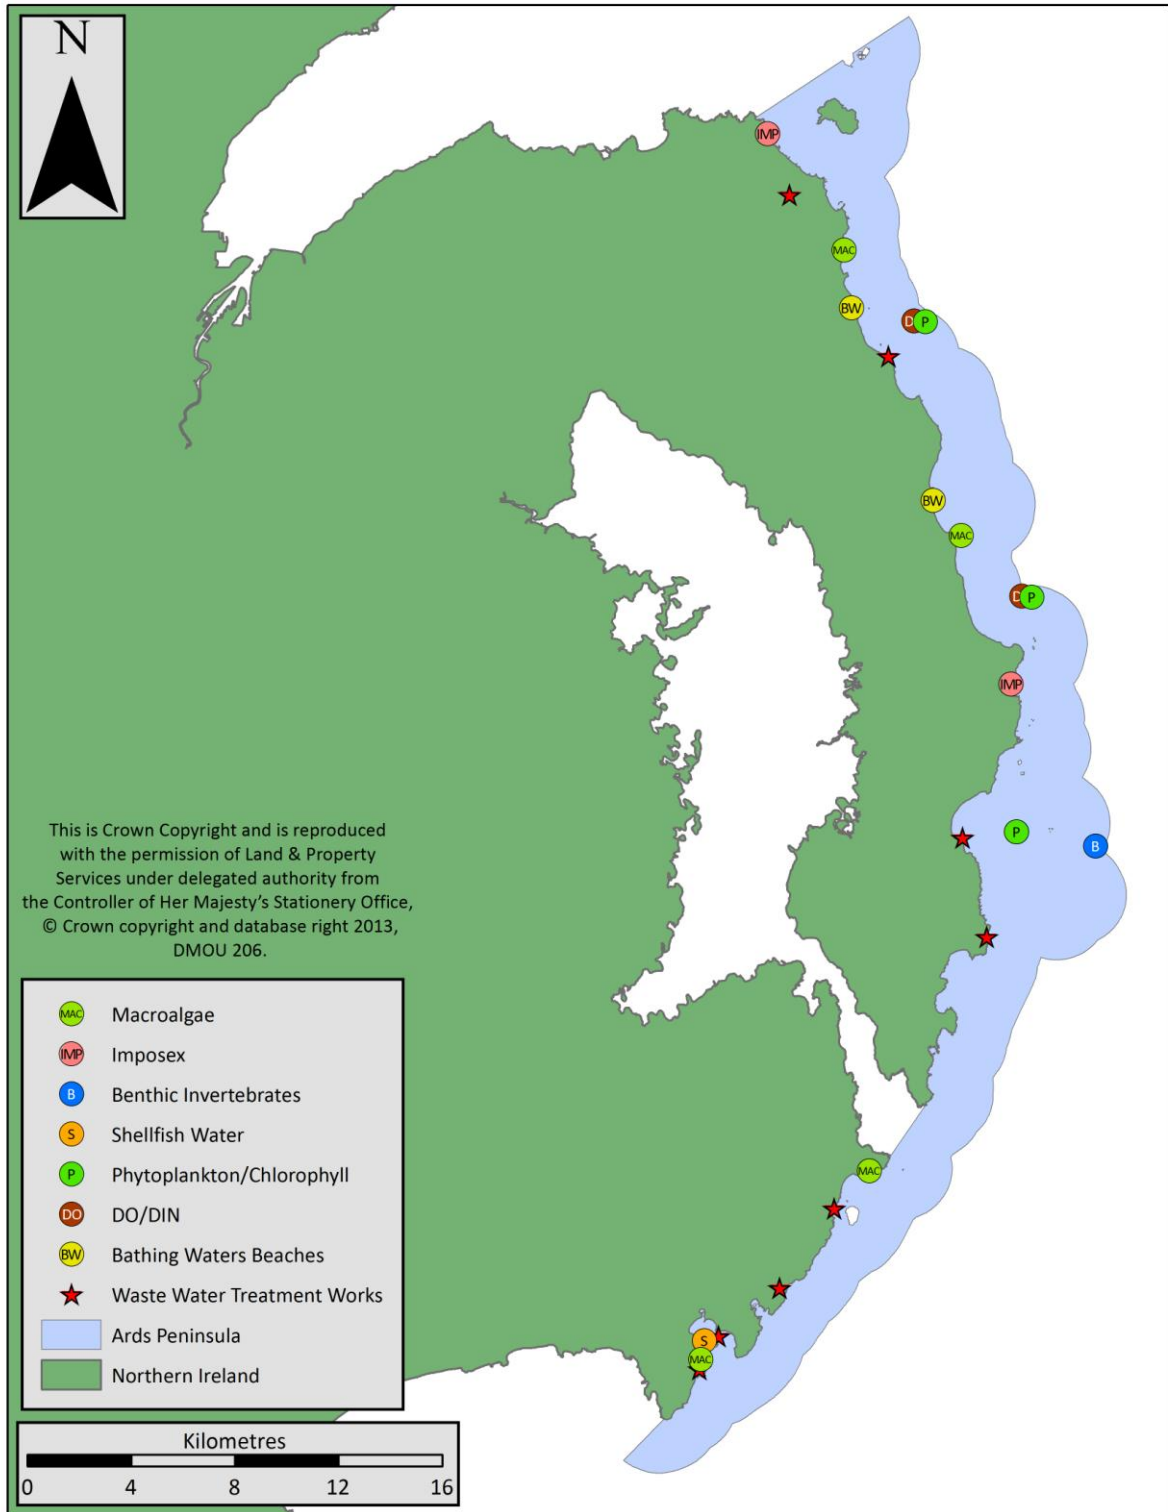 N
IMP
MAC
BW
D P
BW
MAC
D P
IMP
P
B
This is Crown Copyright and is reproduced
with the permission of Land & Property
Services under delegated authority from
the Controller of Her Majesty's Stationery Office,
© Crown copyright and database right 2013,
DMOU 206.
MAC Macroalgae
IMP Imposex
B Benthic Invertebrates
S Shellfish Water
P Phytoplankton/Chlorophyll
DO DO/DIN
BW Bathing Waters Beaches
Waste Water Treatment Works
Ards Peninsula
Northern Ireland
MAC
S
MAC
Kilometres
0 4 8 12 16